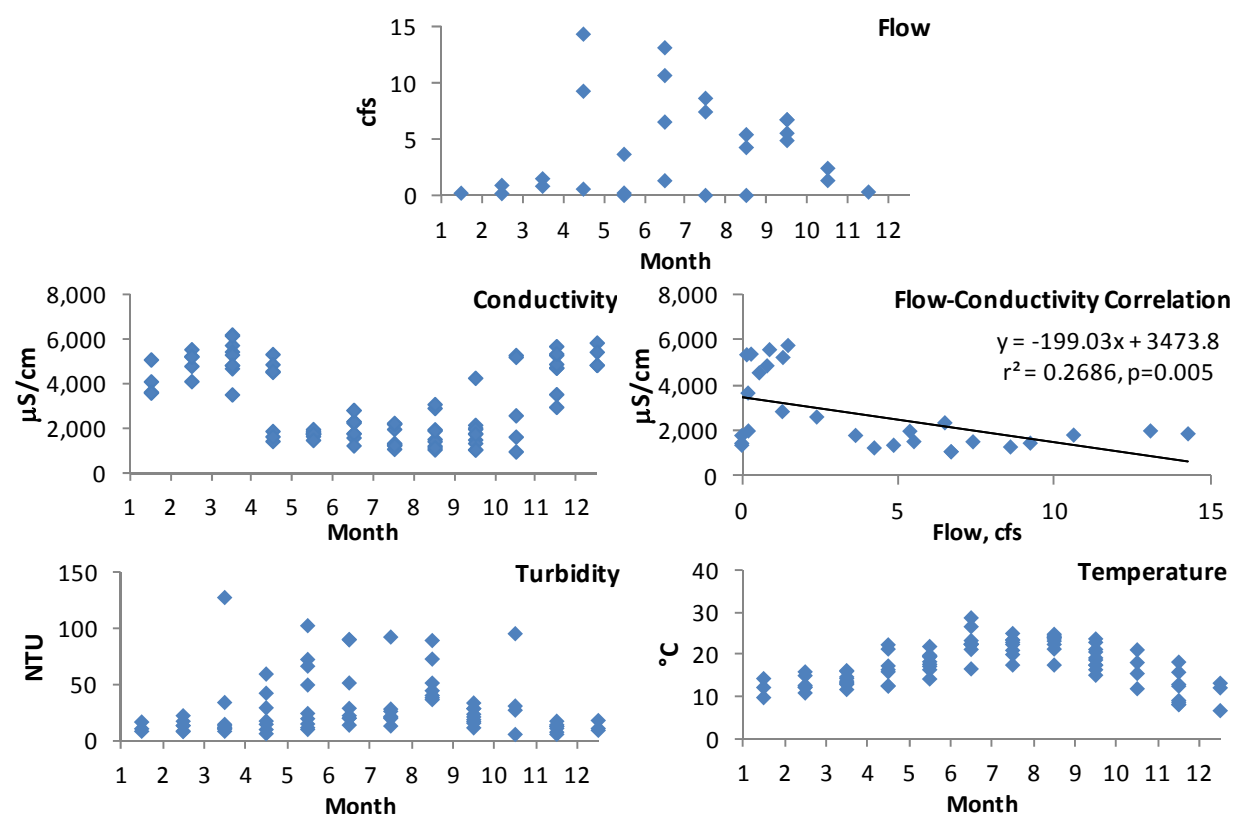 Flow
15
10
5
0
cfs
1 2 3 4 5 6 7 8 9 10 11 12
Month
Conductivity
8,000
6,000
4,000
2,000
0
µS/cm
1 2 3 4 5 6 7 8 9 10 11 12
Month
Flow-Conductivity Correlation
y = -199.03x + 3473.8
r² = 0.2686, p=0.005
8,000
6,000
4,000
2,000
0
µS/cm
0 5 10 15
Flow, cfs
Turbidity
150
100
50
0
NTU
1 2 3 4 5 6 7 8 9 10 11 12
Month
Temperature
40
30
20
10
0
°C
1 2 3 4 5 6 7 8 9 10 11 12
Month